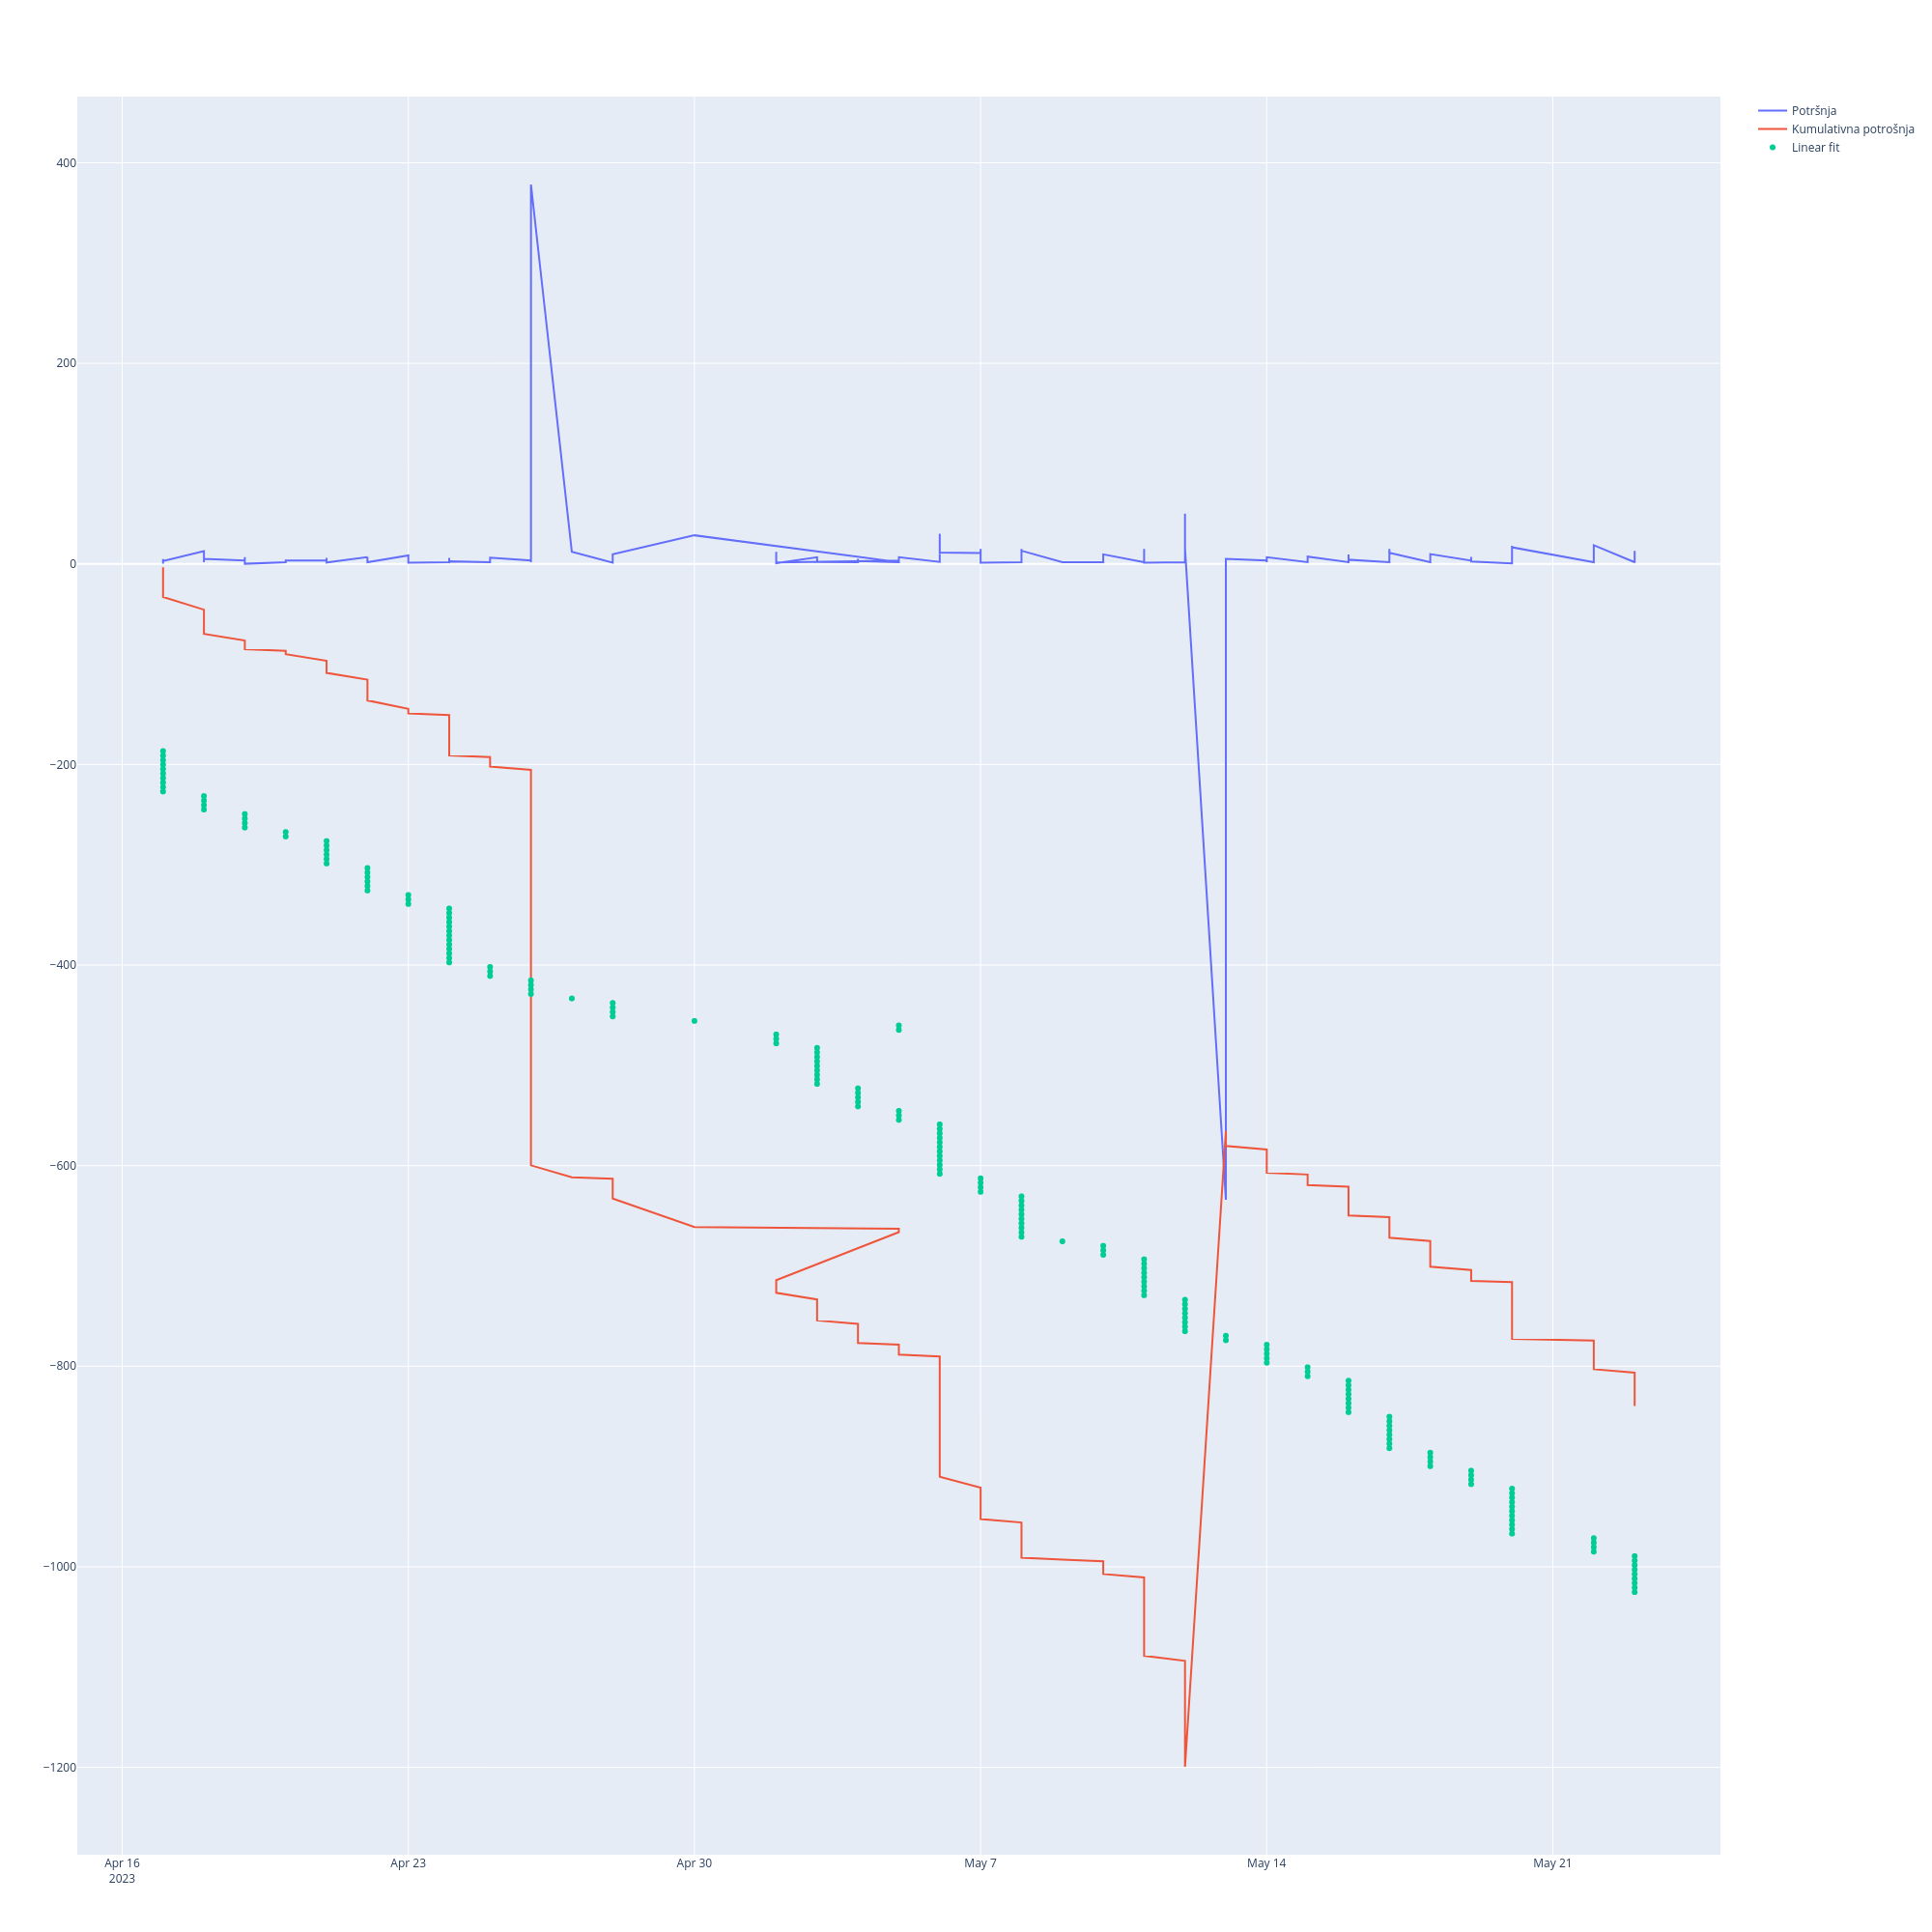 Potršnja
Kumulativna potrošnja
Linear fit
400
200
0
−200
−400
−600
−800
−1000
−1200
Apr 16
2023
Apr 23
Apr 30
May 7
May 14
May 21